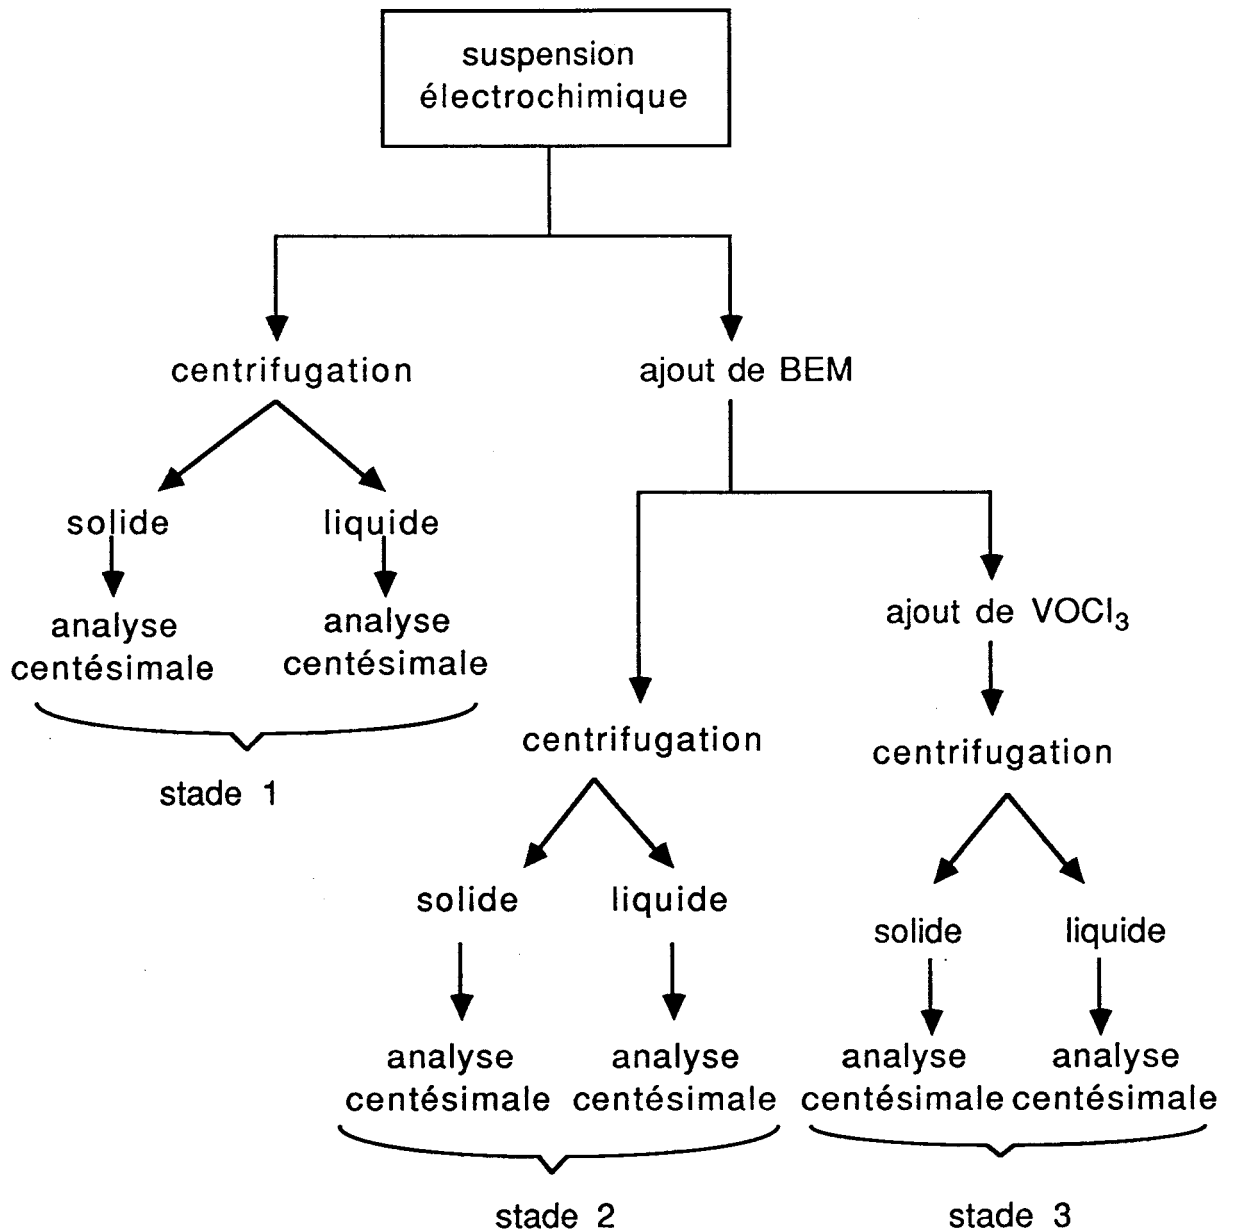 suspension
électrochimique
centrifugation
ajout de BEM
solide
liquide
analyse
centésimale
analyse
centésimale
stade 1
ajout de VOCl₃
centrifugation
centrifugation
solide
liquide
analyse
centésimale
analyse
centésimale
stade 2
solide
liquide
analyse
centésimale
analyse
centésimale
stade 3